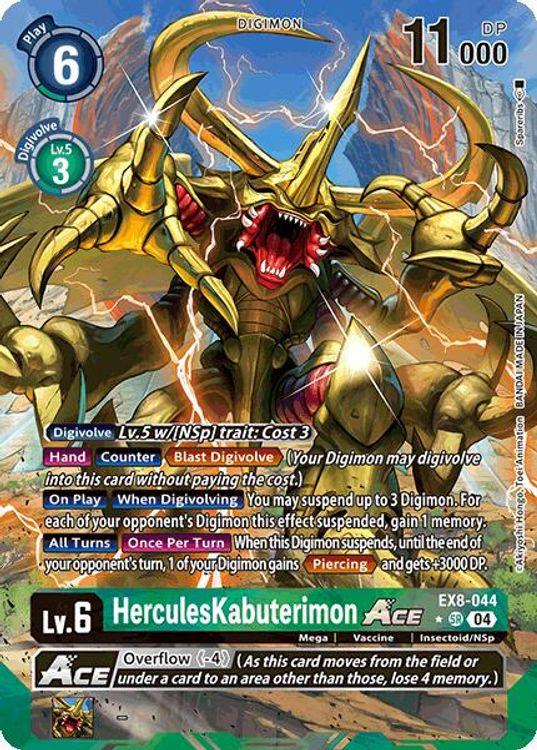 DIGIMON
Play
6
11000
DP
Digivolve
Lv.5
3
Spareribs
©Akiyoshi Hongo, Toei Animation BANDAI MADE IN JAPAN
Digivolve Lv.5 w/[NSp] trait: Cost 3
Hand Counter Blast Digivolve (Your Digimon may digivolve
into this card without paying the cost.)
On Play When Digivolving You may suspend up to 3 Digimon. For
each of your opponent's Digimon this effect suspended, gain 1 memory.
All Turns Once Per Turn When this Digimon suspends, until the end of
your opponent's turn, 1 of your Digimon gains Piercing and gets +3000 DP.
Lv.6 HerculesKabuterimon ACE
EX8-044
★ SR 04
Mega | Vaccine | Insectoid/NSp
ACE Overflow《-4》(As this card moves from the field or
under a card to an area other than those, lose 4 memory.)
-